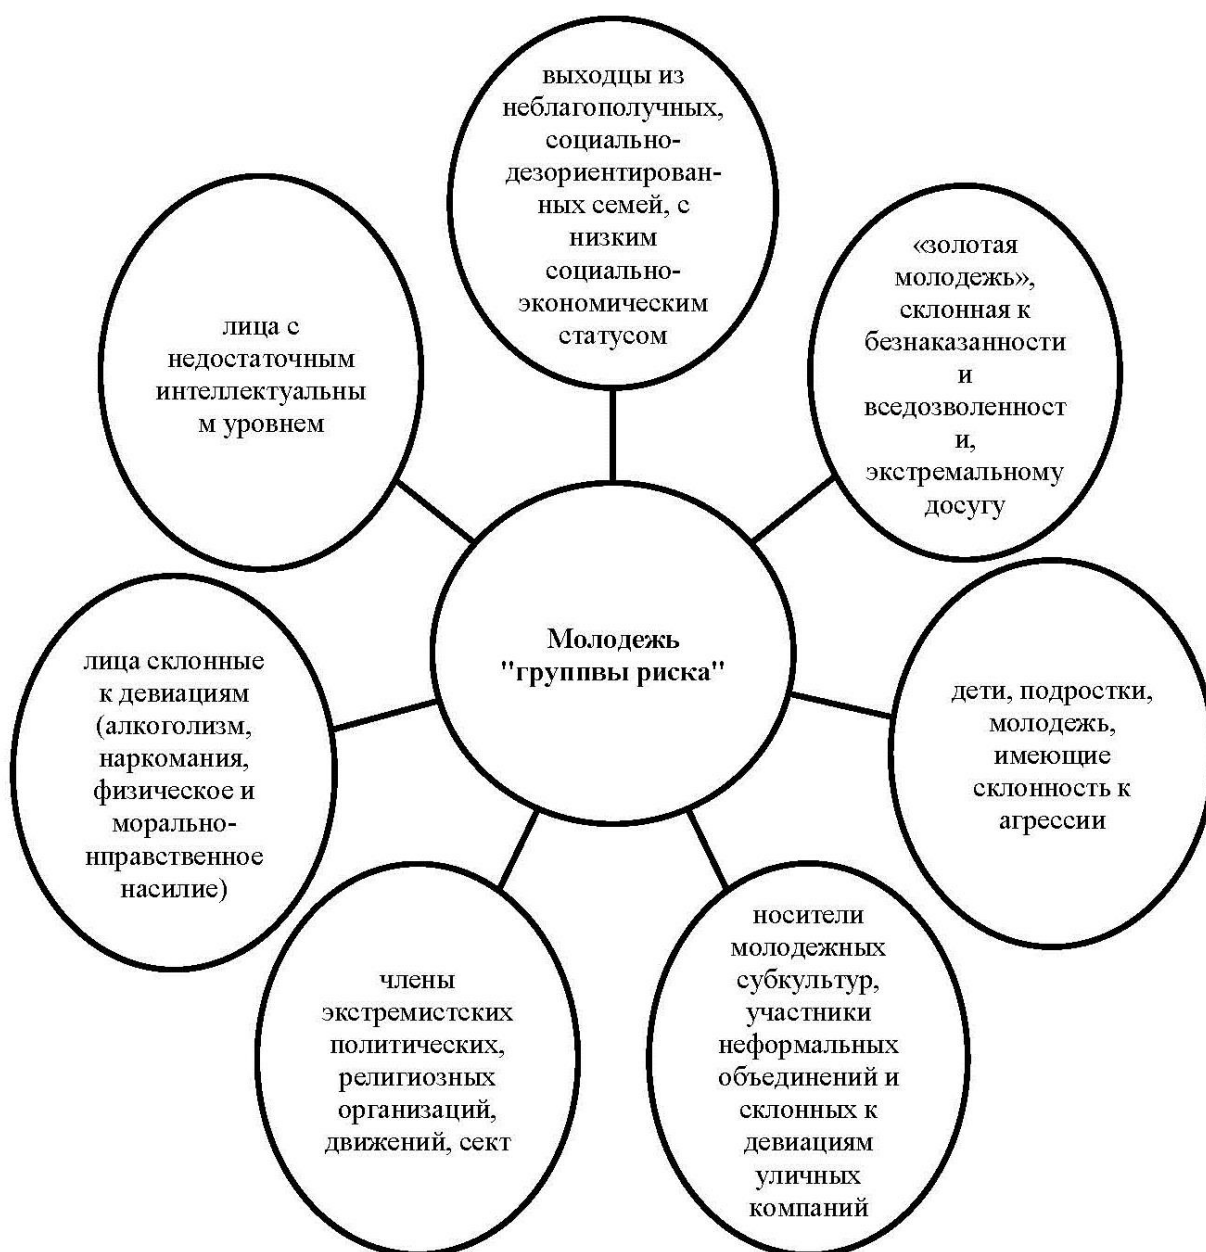 выходцы из
неблагополучных,
социально-
дезориентирован-
ных семей, с
низким
социально-
экономическим
статусом
«золотая
молодежь»,
склонная к
безнаказанности
и
вседозволенност
и,
экстремальному
досугу
дети, подростки,
молодежь,
имеющие
склонность к
агрессии
носители
молодежных
субкультур,
участники
неформальных
объединений и
склонных к
девиациям
уличных
компаний
члены
экстремистских
политических,
религиозных
организаций,
движений, сект
лица склонные
к девиациям
(алкоголизм,
наркомания,
физическое и
морально-
нправственное
насилие)
лица с
недостаточным
интеллектуальны
м уровнем
Молодежь
"группвы риска"